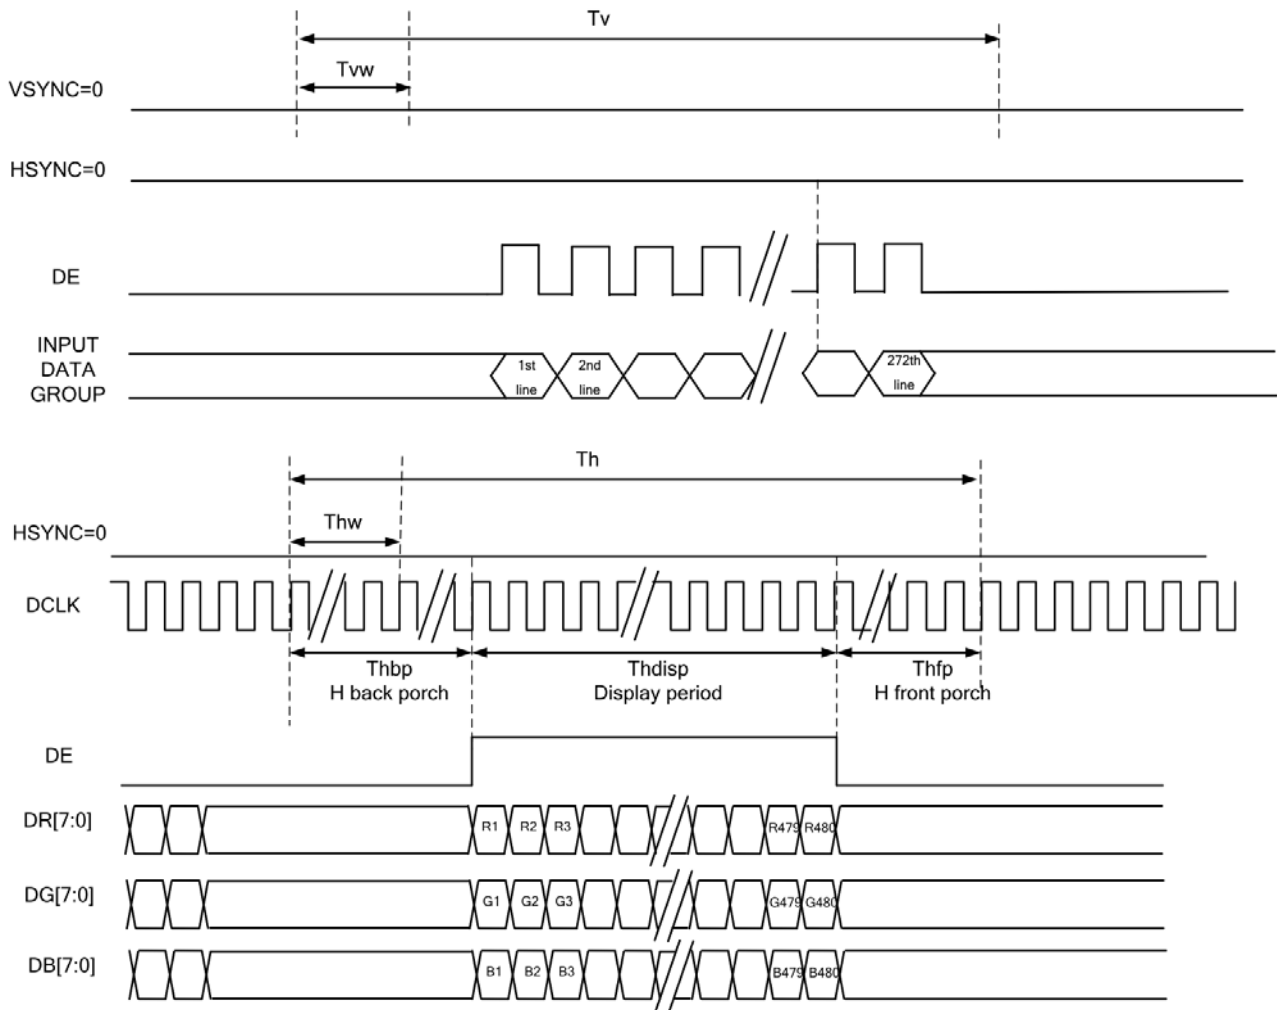 Tv
Tvw
VSYNC=0
HSYNC=0
DE
INPUT
DATA
GROUP
1st
line
2nd
line
272th
line
Th
Thw
HSYNC=0
DCLK
Thbp
H back porch
Thdisp
Display period
Thfp
H front porch
DE
DR[7:0]
R1 R2 R3 R479 R480
DG[7:0]
G1 G2 G3 G479 G480
DB[7:0]
B1 B2 B3 B479 B480